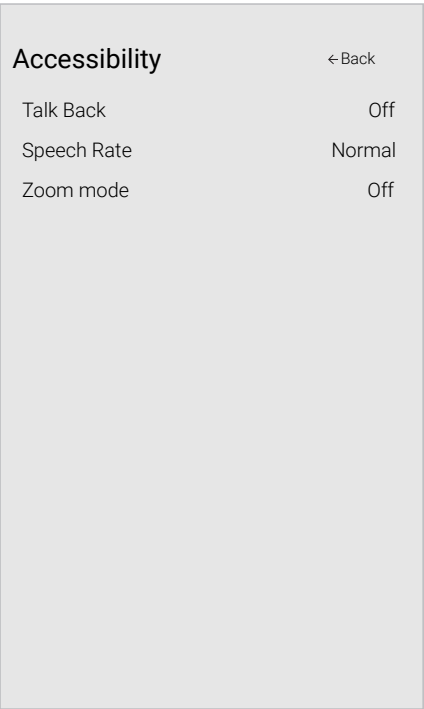 Accessibility ← Back
Talk Back Off
Speech Rate Normal
Zoom mode Off